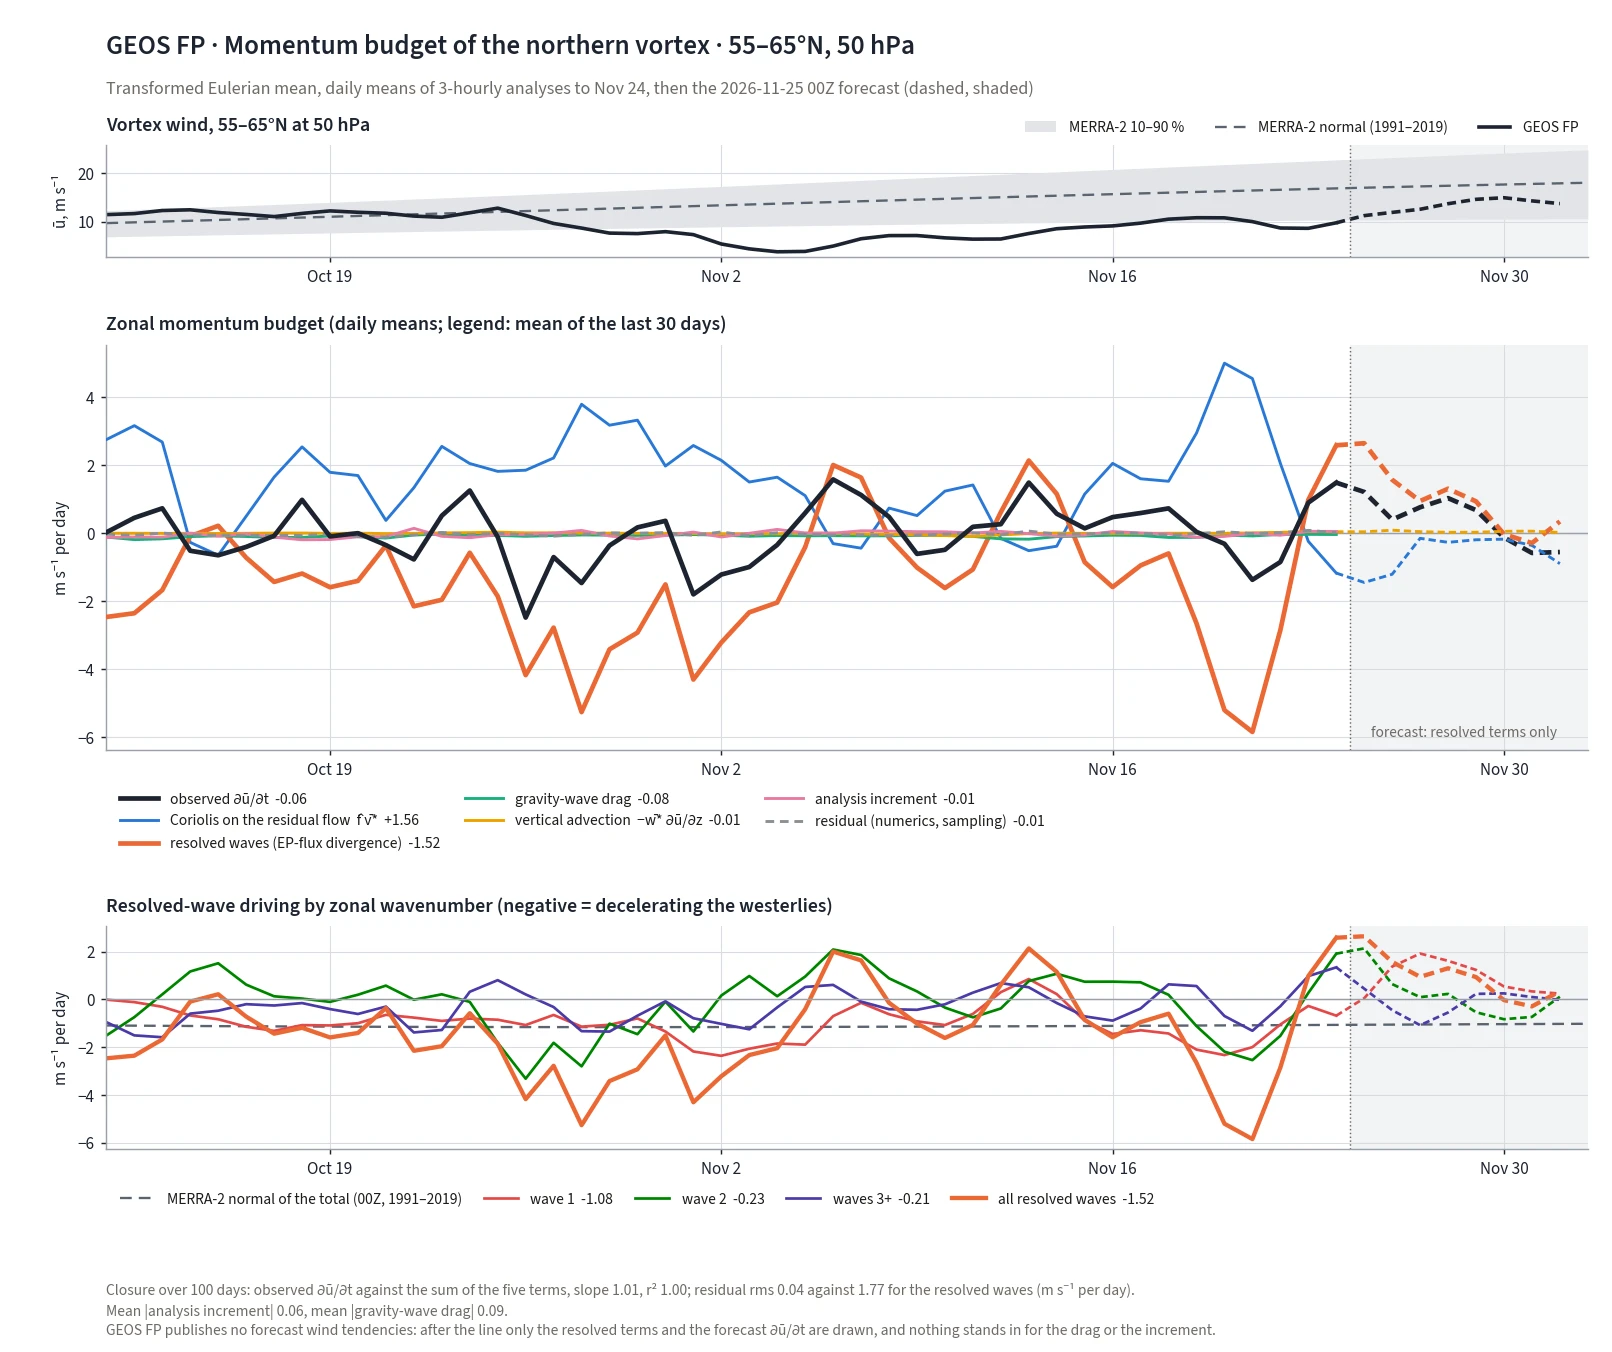 GEOS FP · Momentum budget of the northern vortex · 55–65°N, 50 hPa
Transformed Eulerian mean, daily means of 3-hourly analyses to Nov 24, then the 2026-11-25 00Z forecast (dashed, shaded)
Vortex wind, 55–65°N at 50 hPa
MERRA-2 10–90 %
MERRA-2 normal (1991–2019)
GEOS FP
ū, m s⁻¹
20
10
Oct 19
Nov 2
Nov 16
Nov 30
Zonal momentum budget (daily means; legend: mean of the last 30 days)
m s⁻¹ per day
4
2
0
−2
−4
−6
forecast: resolved terms only
Oct 19
Nov 2
Nov 16
Nov 30
observed ∂ū/∂t -0.06
Coriolis on the residual flow f v̄* +1.56
resolved waves (EP-flux divergence) -1.52
gravity-wave drag -0.08
vertical advection −w̄* ∂ū/∂z -0.01
analysis increment -0.01
residual (numerics, sampling) -0.01
Resolved-wave driving by zonal wavenumber (negative = decelerating the westerlies)
m s⁻¹ per day
2
0
−2
−4
−6
Oct 19
Nov 2
Nov 16
Nov 30
MERRA-2 normal of the total (00Z, 1991–2019)
wave 1 -1.08
wave 2 -0.23
waves 3+ -0.21
all resolved waves -1.52
Closure over 100 days: observed ∂ū/∂t against the sum of the five terms, slope 1.01, r² 1.00; residual rms 0.04 against 1.77 for the resolved waves (m s⁻¹ per day).
Mean |analysis increment| 0.06, mean |gravity-wave drag| 0.09.
GEOS FP publishes no forecast wind tendencies: after the line only the resolved terms and the forecast ∂ū/∂t are drawn, and nothing stands in for the drag or the increment.